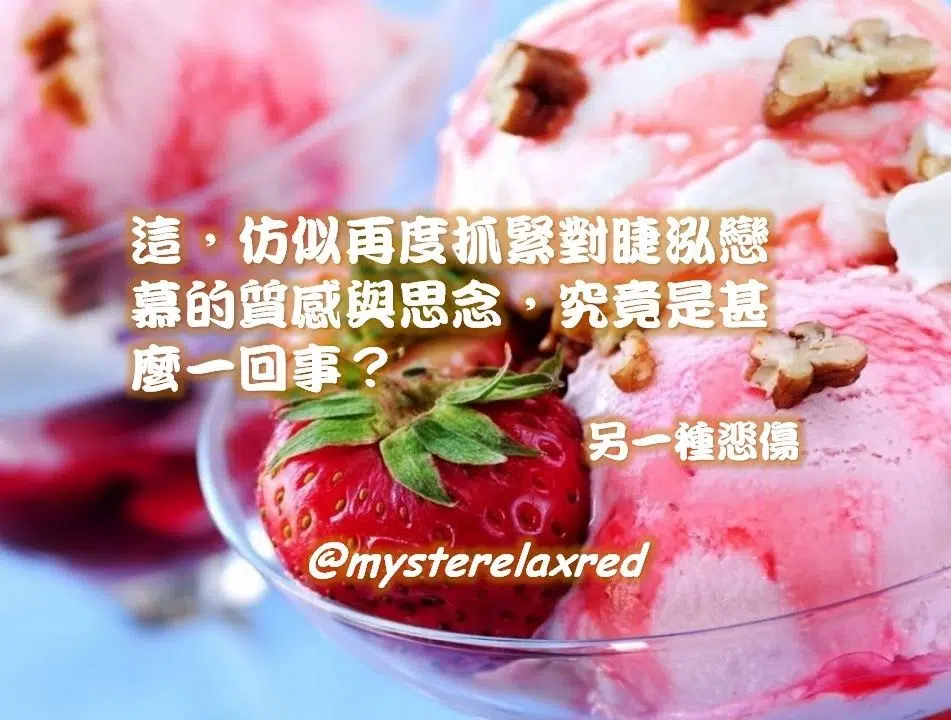 這，仿似再度抓緊對睫泓戀
慕的質感與思念，究竟是甚
麼一回事？
另一種悲傷
@mysterelaxred